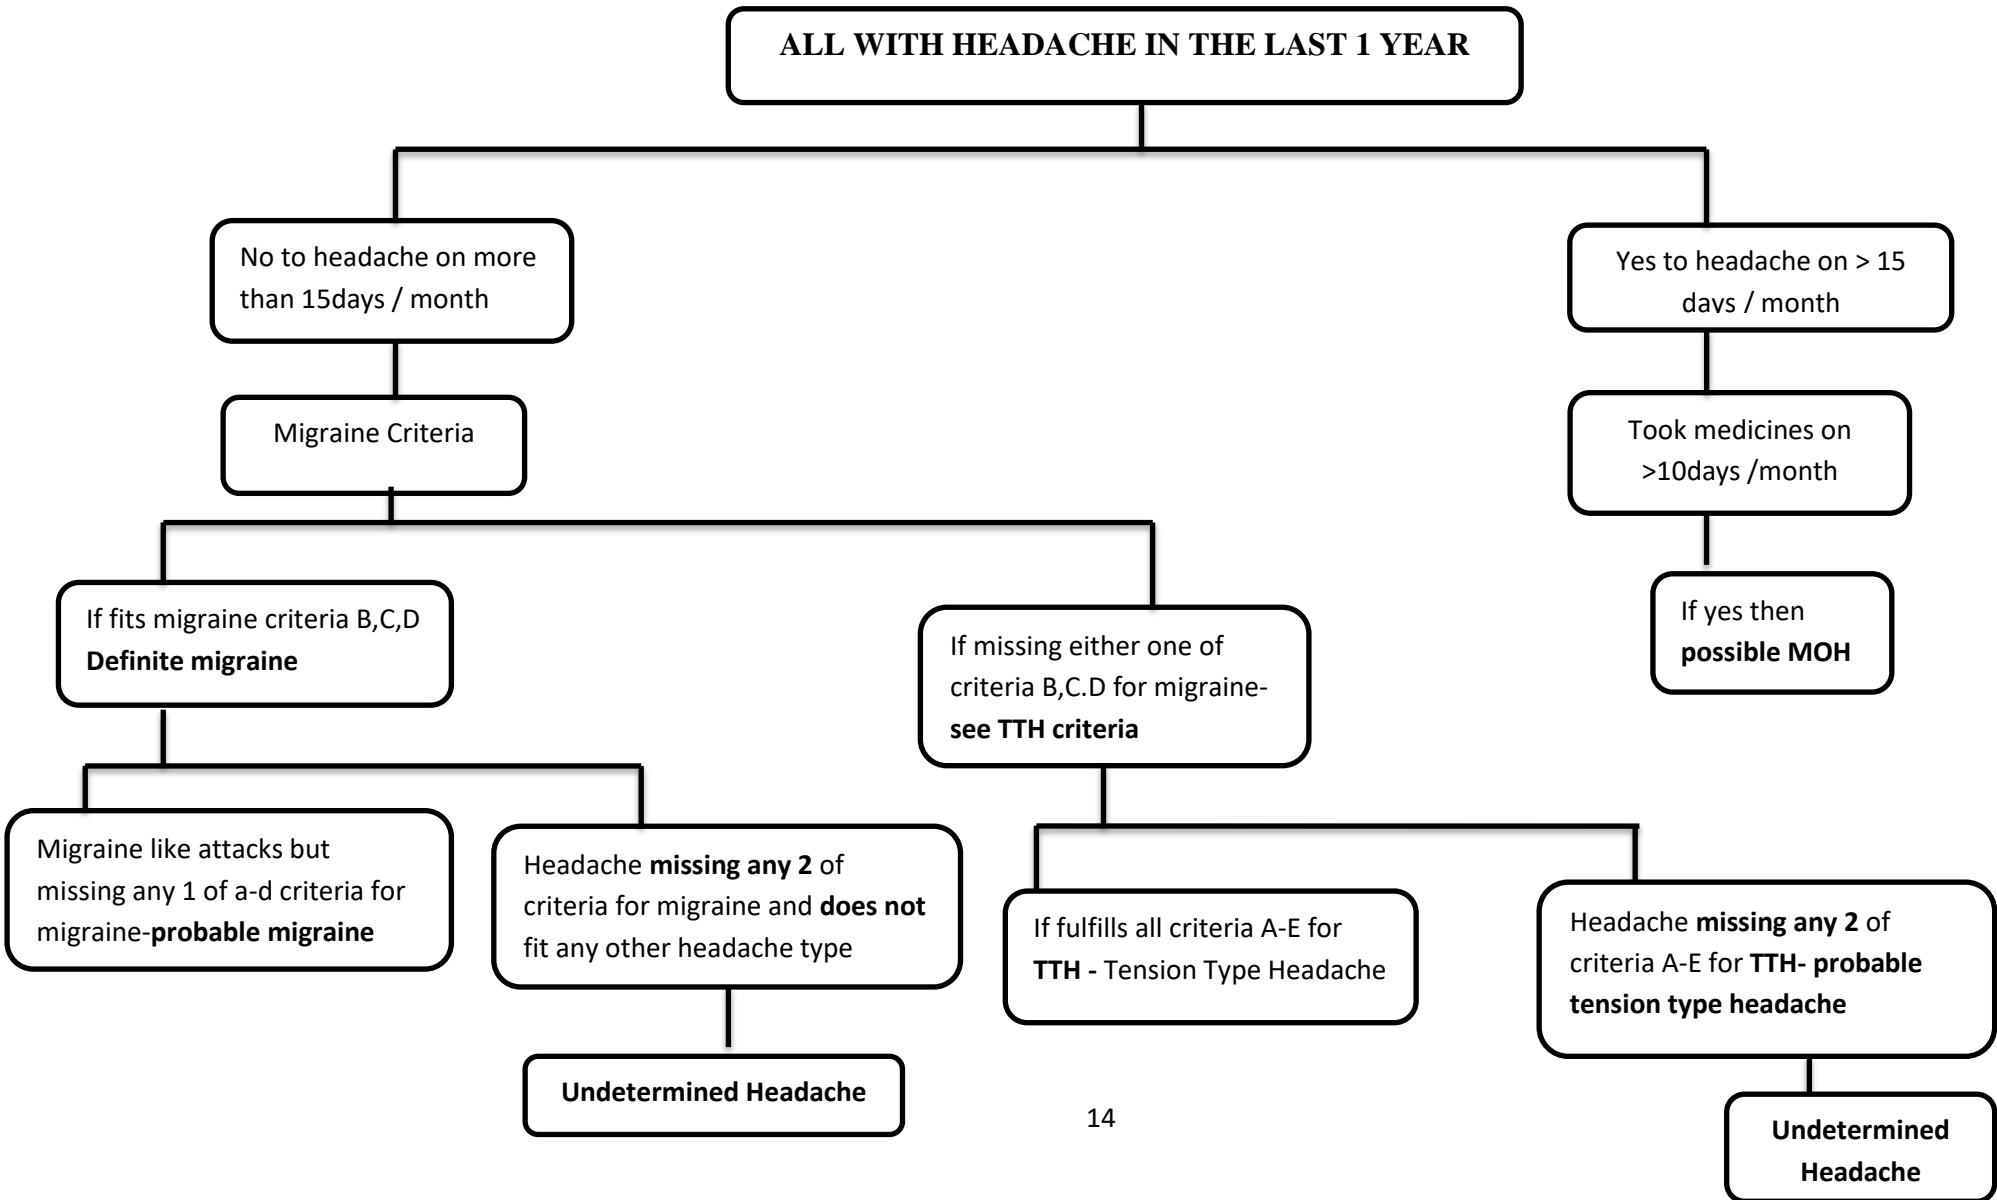 ALL WITH HEADACHE IN THE LAST 1 YEAR
No to headache on more
than 15days / month
Yes to headache on > 15
days / month
Migraine Criteria
Took medicines on
>10days /month
If fits migraine criteria B,C,D
Definite migraine
If missing either one of
criteria B,C.D for migraine-
see TTH criteria
If yes then
possible MOH
Migraine like attacks but
missing any 1 of a-d criteria for
migraine-probable migraine
Headache missing any 2 of
criteria for migraine and does not
fit any other headache type
If fulfills all criteria A-E for
TTH - Tension Type Headache
Headache missing any 2 of
criteria A-E for TTH- probable
tension type headache
Undetermined Headache
14
Undetermined
Headache